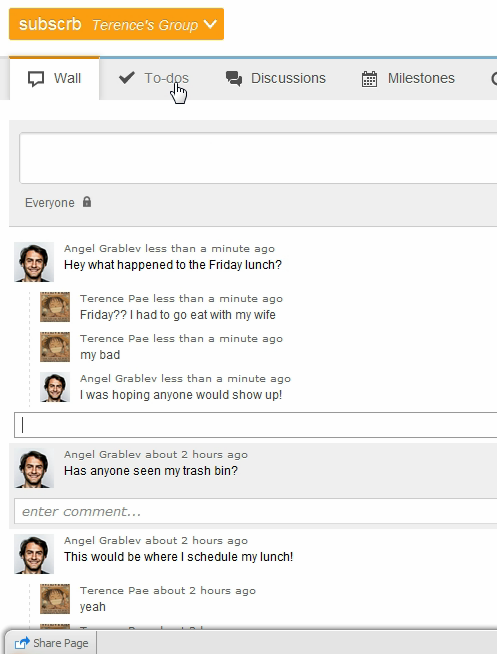 subscrb Terence's Group
Wall To-dos Discussions Milestones
Everyone
Angel Grablev less than a minute ago
Hey what happened to the Friday lunch?
Terence Pae less than a minute ago
Friday?? I had to go eat with my wife
Terence Pae less than a minute ago
my bad
Angel Grablev less than a minute ago
I was hoping anyone would show up!
Angel Grablev about 2 hours ago
Has anyone seen my trash bin?
enter comment...
Angel Grablev about 2 hours ago
This would be where I schedule my lunch!
Terence Pae about 2 hours ago
yeah
Share Page